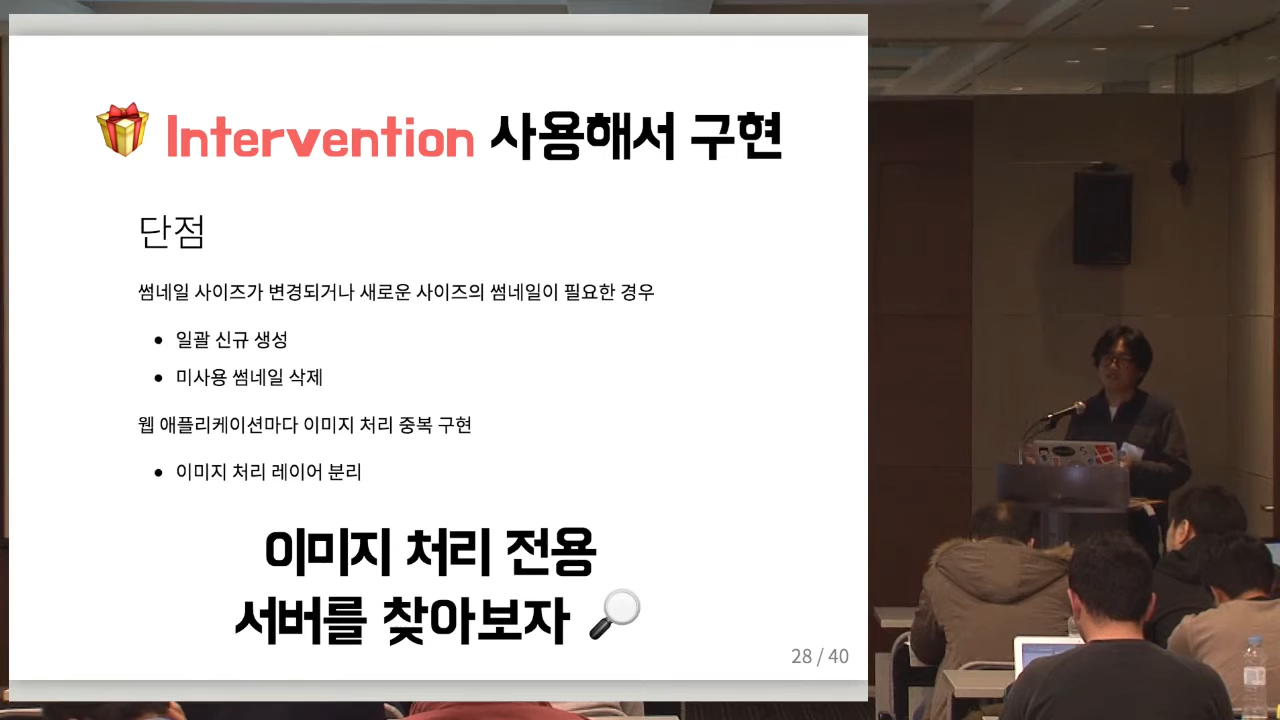 Intervention 사용해서 구현
단점
썸네일 사이즈가 변경되거나 새로운 사이즈의 썸네일이 필요한 경우
일괄 신규 생성
미사용 썸네일 삭제
웹 애플리케이션마다 이미지 처리 중복 구현
이미지 처리 레이어 분리
이미지 처리 전용
서버를 찾아보자
28 / 40